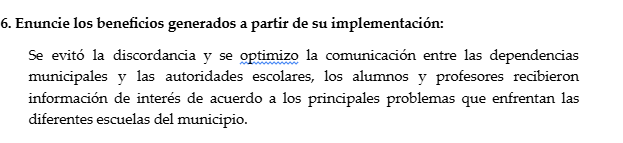 6. Enuncie los beneficios generados a partir de su implementación:
Se evitó la discordancia y se optimizo la comunicación entre las dependencias
municipales y las autoridades escolares, los alumnos y profesores recibieron
información de interés de acuerdo a los principales problemas que enfrentan las
diferentes escuelas del municipio.